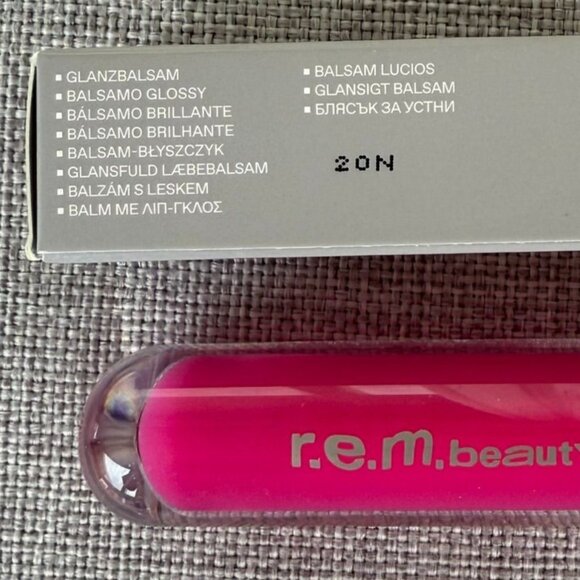 ▪ GLANZBALSAM
▪ BALSAMO GLOSSY
▪ BÁLSAMO BRILLANTE
▪ BÁLSAMO BRILHANTE
▪ BALSAM-BŁYSZCZYK
▪ GLANSFULD LÆBEBALSAM
▪ BALZÁM S LESKEM
▪ BALM ΜΕ ΛΙΠ-ΓΚΛΟΣ
▪ BALSAM LUCIOS
▪ GLANSIGT BALSAM
▪ БЛЯСЪК ЗА УСТНИ
20N
r.e.m.beauty